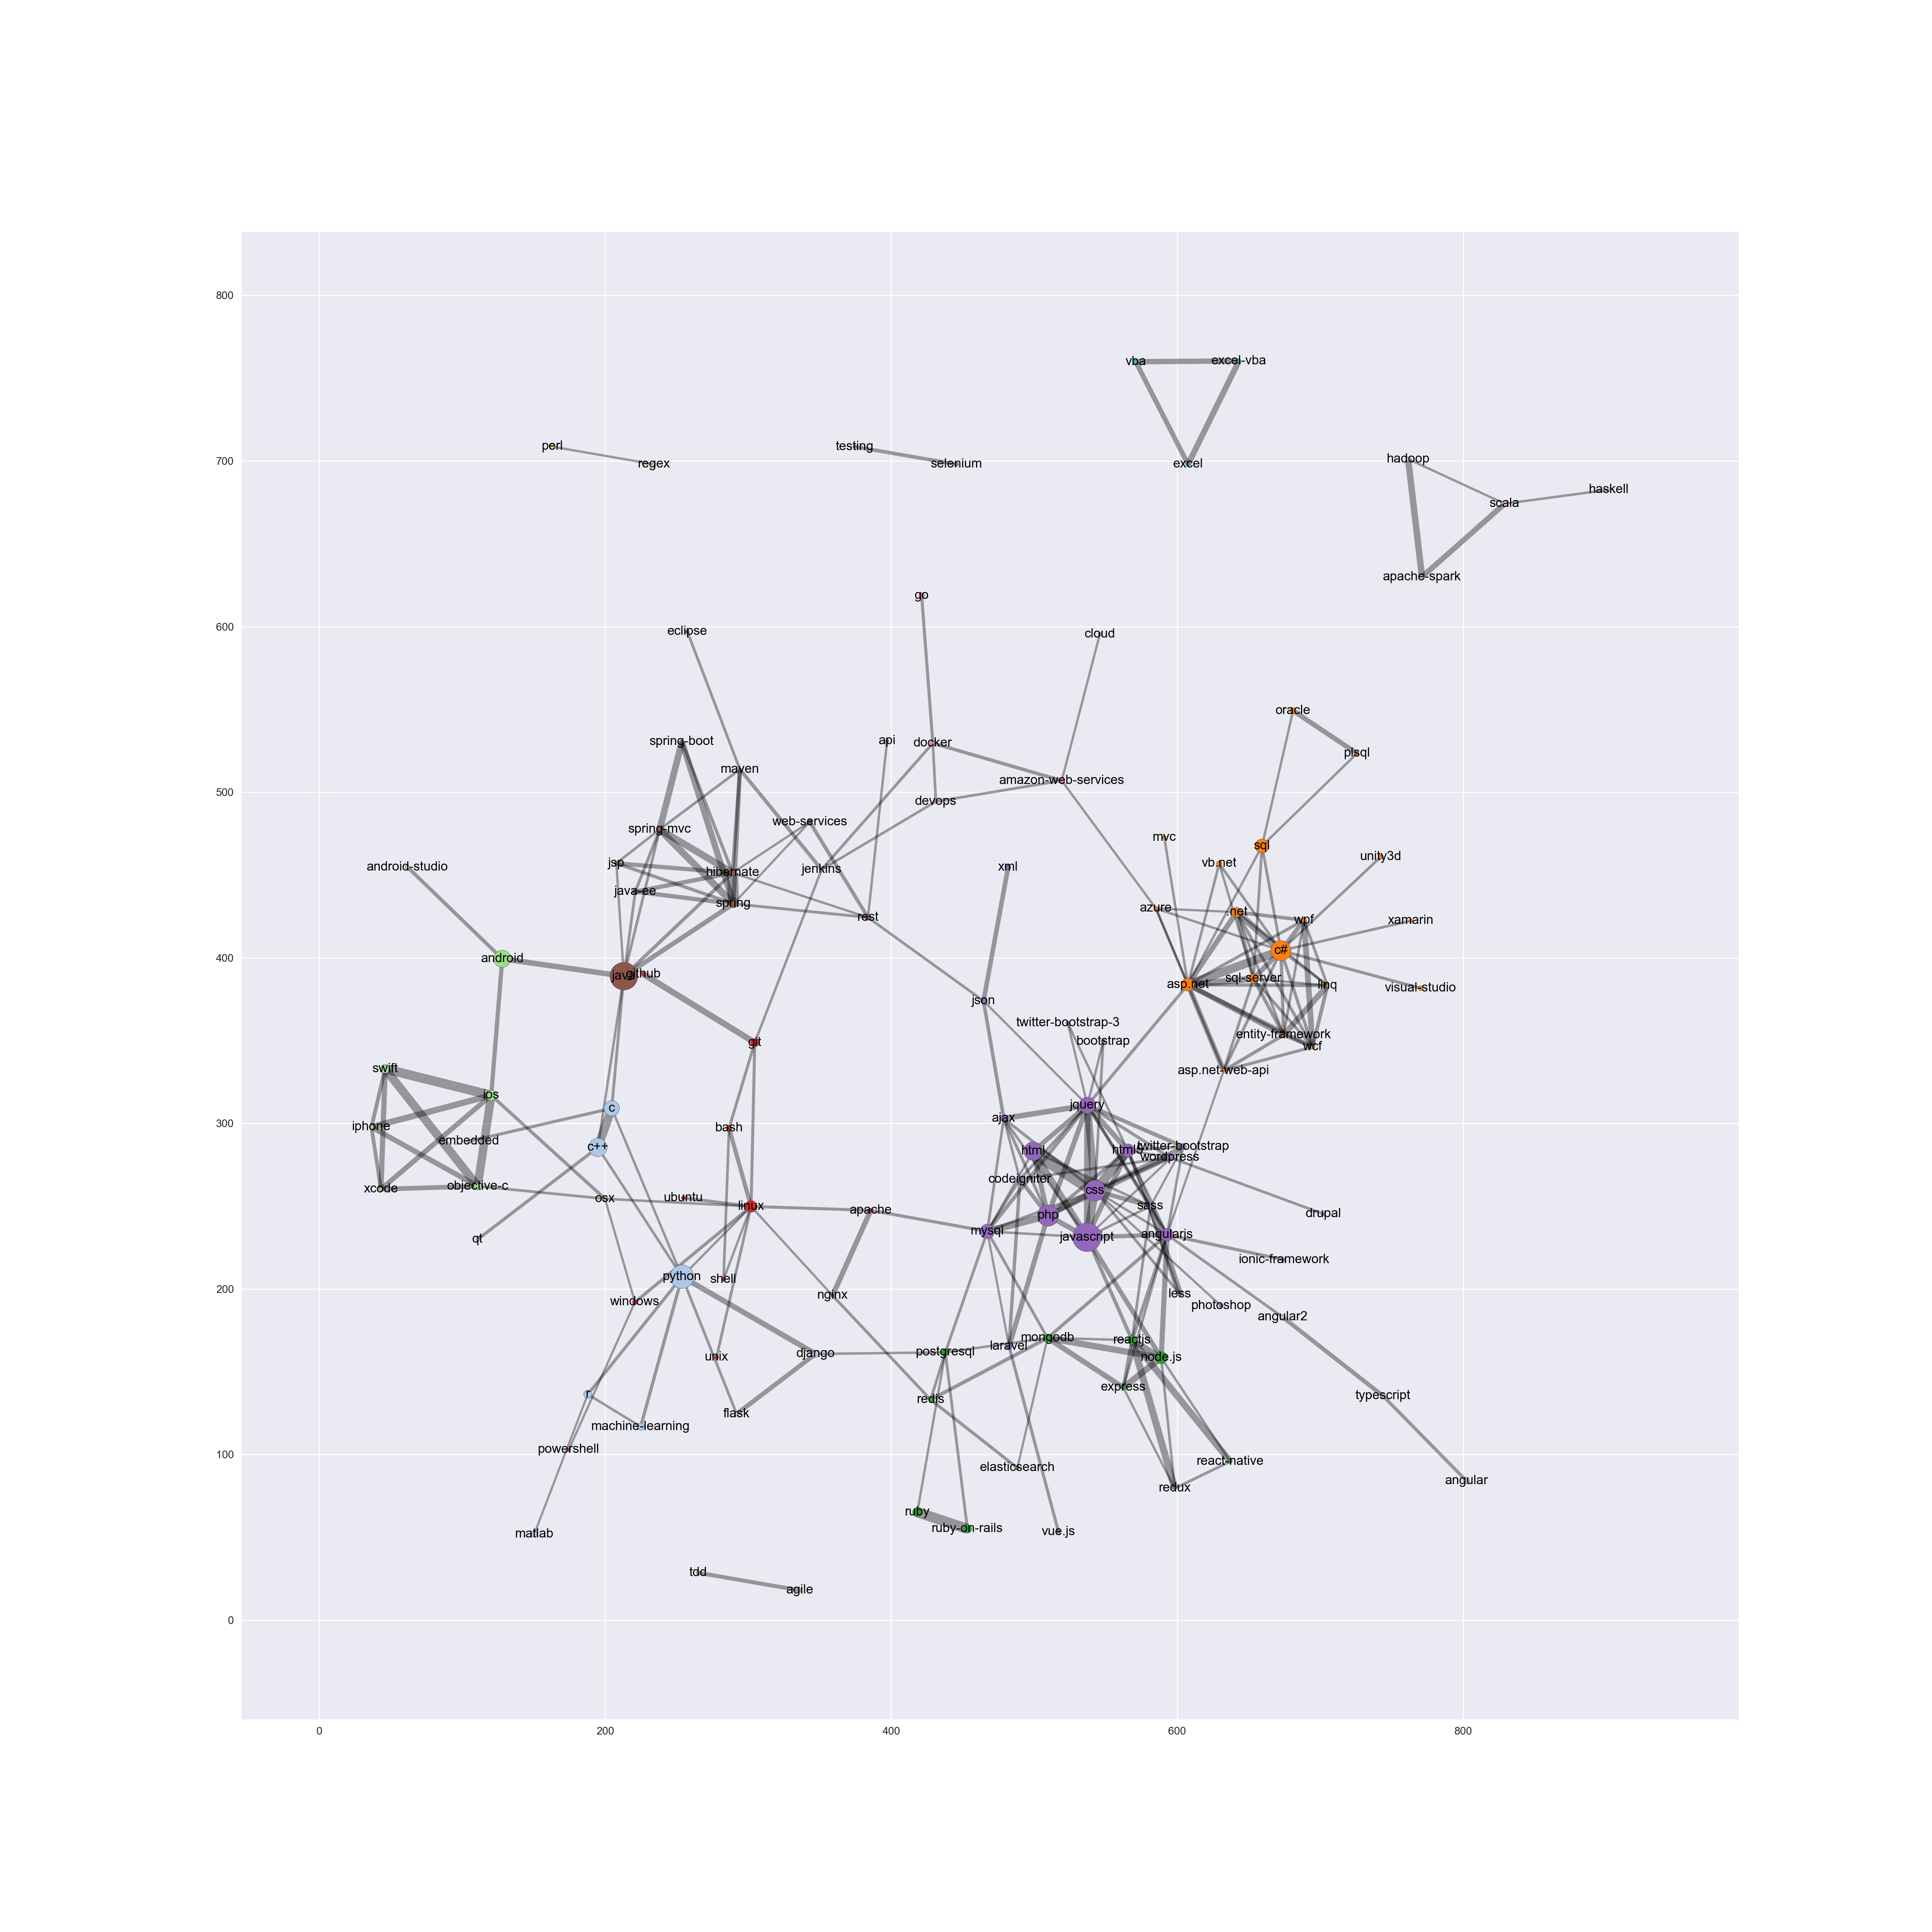 800
vba
excel-vba
perl
testing
regex
selenium
excel
hadoop
700
haskell
scala
apache-spark
go
eclipse
cloud
600
oracle
spring-boot
api
docker
plsql
maven
amazon-web-services
devops
500
web-services
spring-mvc
mvc
sql
unity3d
jsp
vb.net
android-studio
hibernate
jenkins
xml
java-ee
spring
azure
.net
rest
wpf
xamarin
c#
android
400
java
github
sql-server
asp.net
linq
visual-studio
json
twitter-bootstrap-3
entity-framework
git
bootstrap
wcf
swift
asp.net-web-api
ios
c
jquery
ajax
300
iphone
bash
embedded
c++
html
html5
twitter-bootstrap
wordpress
codeigniter
xcode
objective-c
css
osx
ubuntu
linux
apache
sass
php
drupal
qt
mysql
javascript
angularjs
ionic-framework
python
shell
200
windows
nginx
less
photoshop
angular2
unix
django
postgresql
laravel
mongodb
reactjs
node.js
r
redis
express
typescript
machine-learning
flask
powershell
100
elasticsearch
react-native
redux
angular
matlab
ruby
ruby-on-rails
vue.js
tdd
agile
0
0
200
400
600
800